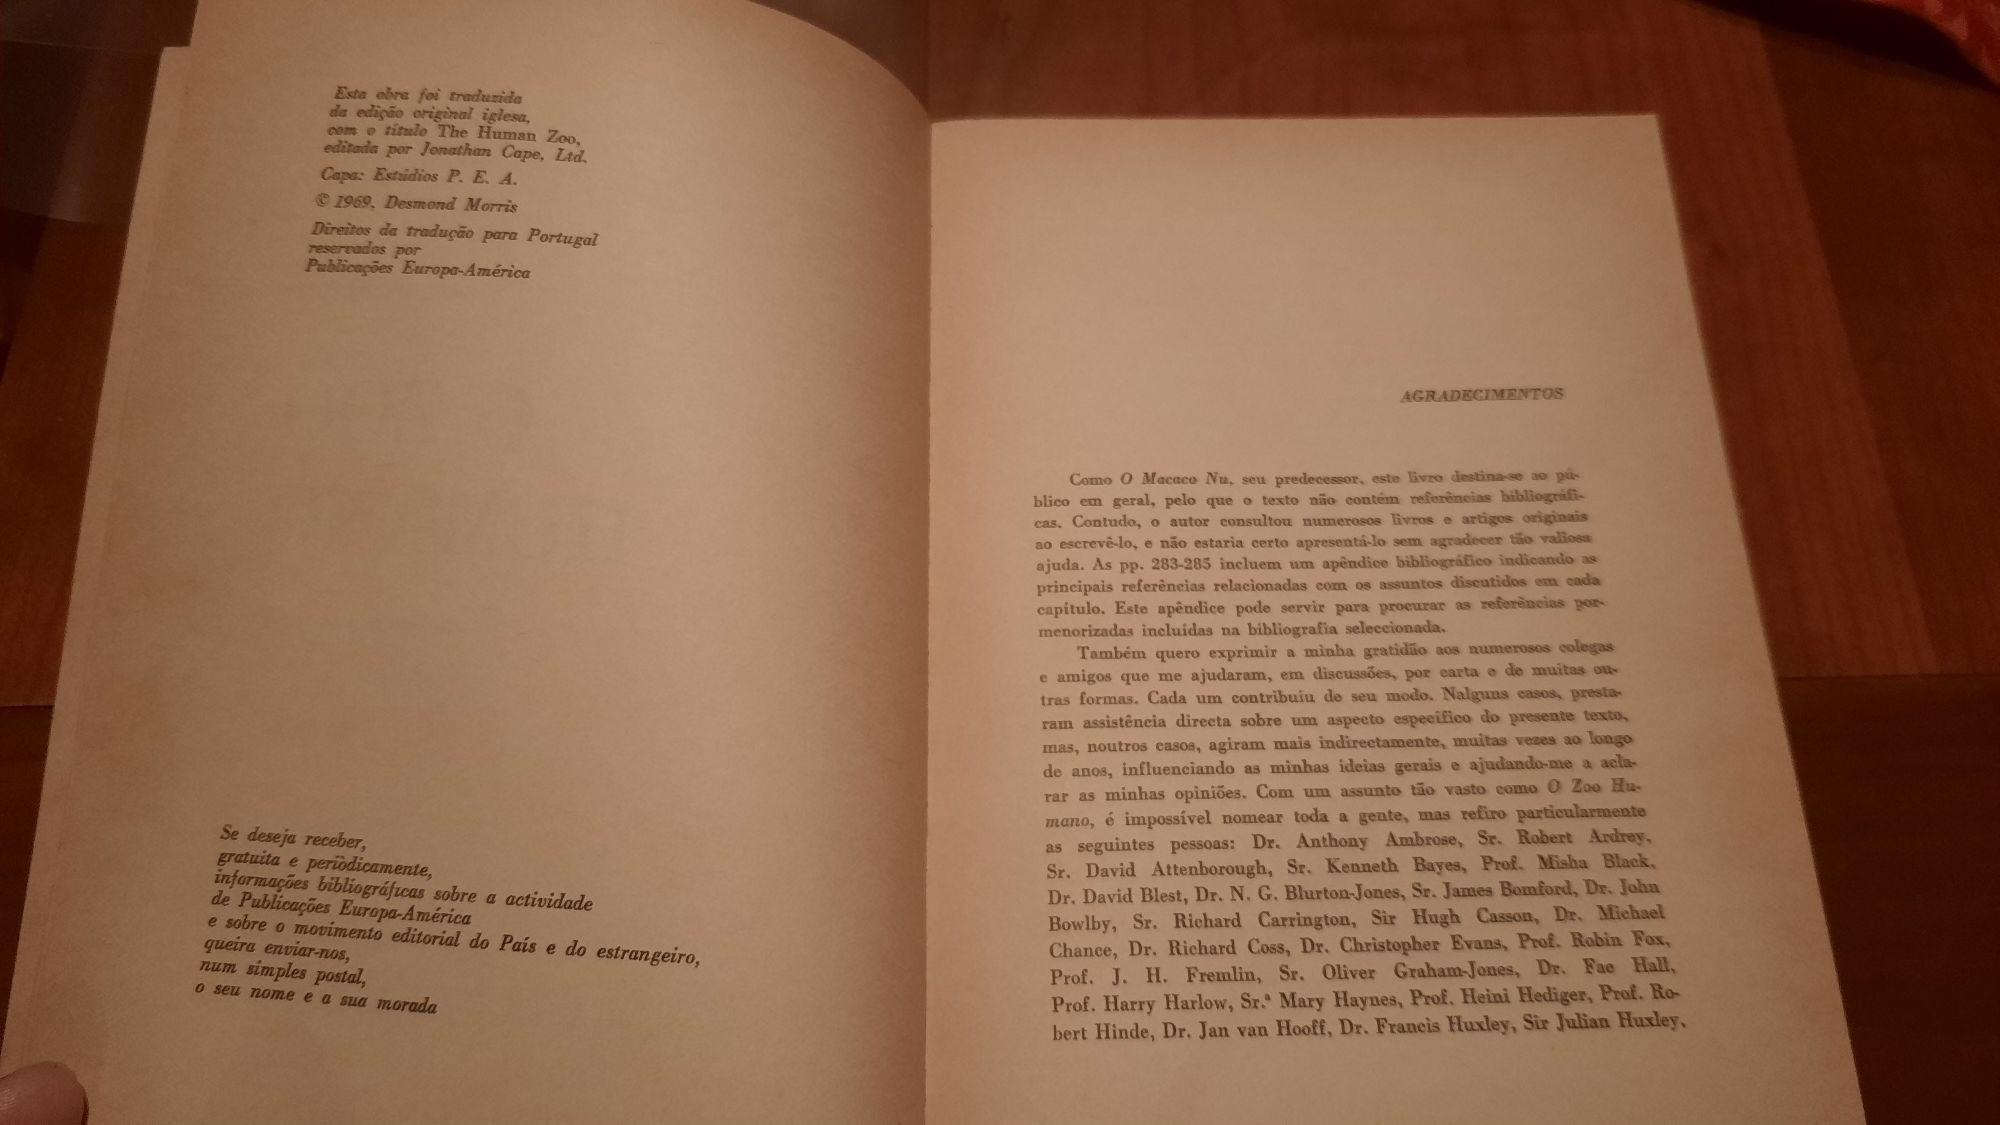 Esta obra foi traduzida
da edição original iglesa,
com o título The Human Zoo,
editada por Jonathan Cape, Ltd.
Capa: Estúdios P. E. A.
© 1969, Desmond Morris
Direitos da tradução para Portugal
reservados por
Publicações Europa-América
Se deseja receber,
gratuita e periòdicamente,
informações bibliográficas sobre a actividade
de Publicações Europa-América
e sobre o movimento editorial do País e do estrangeiro,
queira enviar-nos,
num simples postal,
o seu nome e a sua morada
AGRADECIMENTOS
Como O Macaco Nu, seu predecessor, este livro destina-se ao pú-
blico em geral, pelo que o texto não contém referências bibliográfi-
cas. Contudo, o autor consultou numerosos livros e artigos originais
ao escrevê-lo, e não estaria certo apresentá-lo sem agradecer tão valiosa
ajuda. As pp. 283-285 incluem um apêndice bibliográfico indicando as
principais referências relacionadas com os assuntos discutidos em cada
capítulo. Este apêndice pode servir para procurar as referências por-
menorizadas incluídas na bibliografia seleccionada.
Também quero exprimir a minha gratidão aos numerosos colegas
e amigos que me ajudaram, em discussões, por carta e de muitas ou-
tras formas. Cada um contribuiu de seu modo. Nalguns casos, presta-
ram assistência directa sobre um aspecto específico do presente texto,
mas, noutros casos, agiram mais indirectamente, muitas vezes ao longo
de anos, influenciando as minhas ideias gerais e ajudando-me a acla-
rar as minhas opiniões. Com um assunto tão vasto como O Zoo Hu-
mano, é impossível nomear toda a gente, mas refiro particularmente
as seguintes pessoas: Dr. Anthony Ambrose, Sr. Robert Ardrey,
Sr. David Attenborough, Sr. Kenneth Bayes, Prof. Misha Black,
Dr. David Blest, Dr. N. G. Blurton-Jones, Sr. James Bomford, Dr. John
Bowlby, Sr. Richard Carrington, Sir Hugh Casson, Dr. Michael
Chance, Dr. Richard Coss, Dr. Christopher Evans, Prof. Robin Fox,
Prof. J. H. Fremlin, Sr. Oliver Graham-Jones, Dr. Fae Hall,
Prof. Harry Harlow, Sr.ª Mary Haynes, Prof. Heini Hediger, Prof. Ro-
bert Hinde, Dr. Jan van Hooff, Dr. Francis Huxley, Sir Julian Huxley,